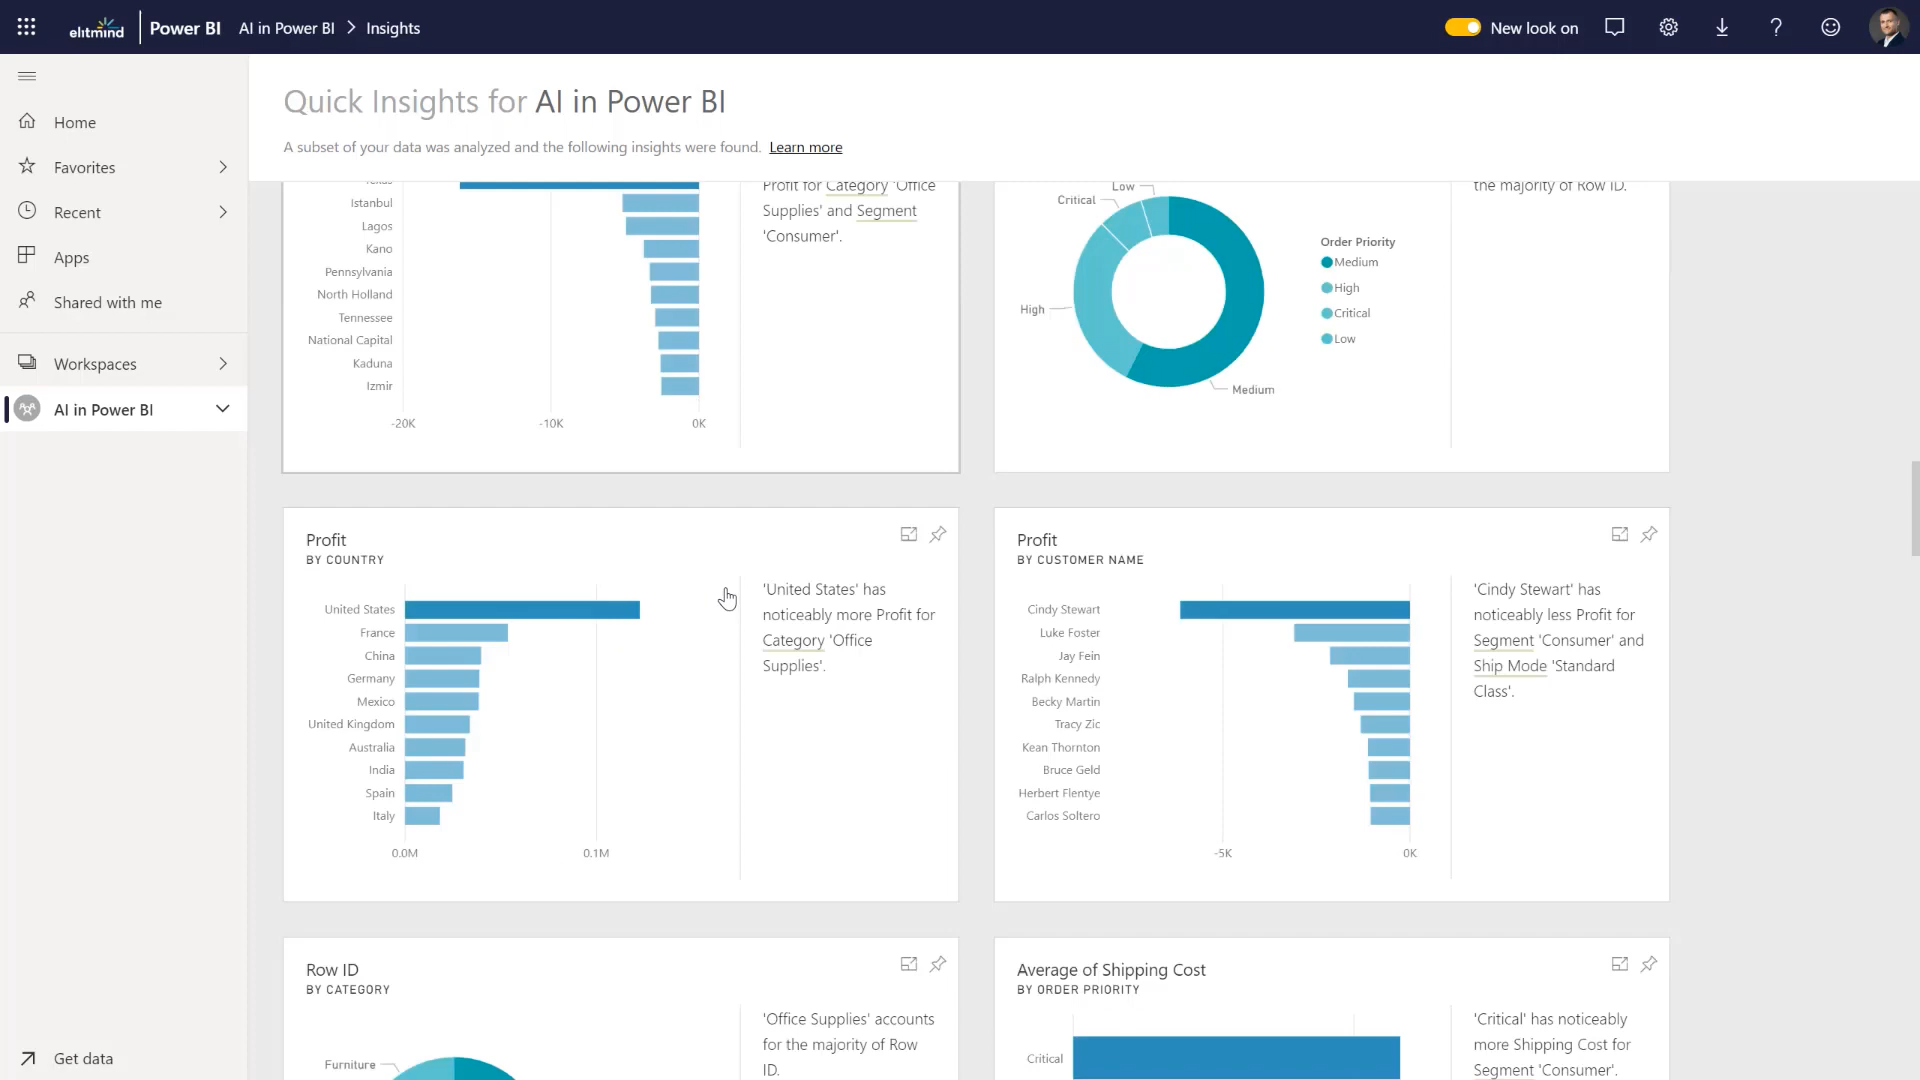 elitmind
Power BI
AI in Power BI
Insights
New look on
Home
Favorites
Recent
Apps
Shared with me
Workspaces
AI in Power BI
Get data
Quick Insights for AI in Power BI
A subset of your data was analyzed and the following insights were found. Learn more
Texas
Istanbul
Lagos
Kano
Pennsylvania
North Holland
Tennessee
National Capital
Kaduna
Izmir
-20K
-10K
0K
Profit for Category 'Office
Supplies' and Segment
'Consumer'.
Low
Critical
High
Medium
Order Priority
Medium
High
Critical
Low
the majority of Row ID.
Profit
BY COUNTRY
United States
France
China
Germany
Mexico
United Kingdom
Australia
India
Spain
Italy
0.0M
0.1M
'United States' has
noticeably more Profit for
Category 'Office
Supplies'.
Profit
BY CUSTOMER NAME
Cindy Stewart
Luke Foster
Jay Fein
Ralph Kennedy
Becky Martin
Tracy Zic
Kean Thornton
Bruce Geld
Herbert Flentye
Carlos Soltero
-5K
0K
'Cindy Stewart' has
noticeably less Profit for
Segment 'Consumer' and
Ship Mode 'Standard
Class'.
Row ID
BY CATEGORY
Furniture
'Office Supplies' accounts
for the majority of Row
ID.
Average of Shipping Cost
BY ORDER PRIORITY
Critical
'Critical' has noticeably
more Shipping Cost for
Segment 'Consumer'.